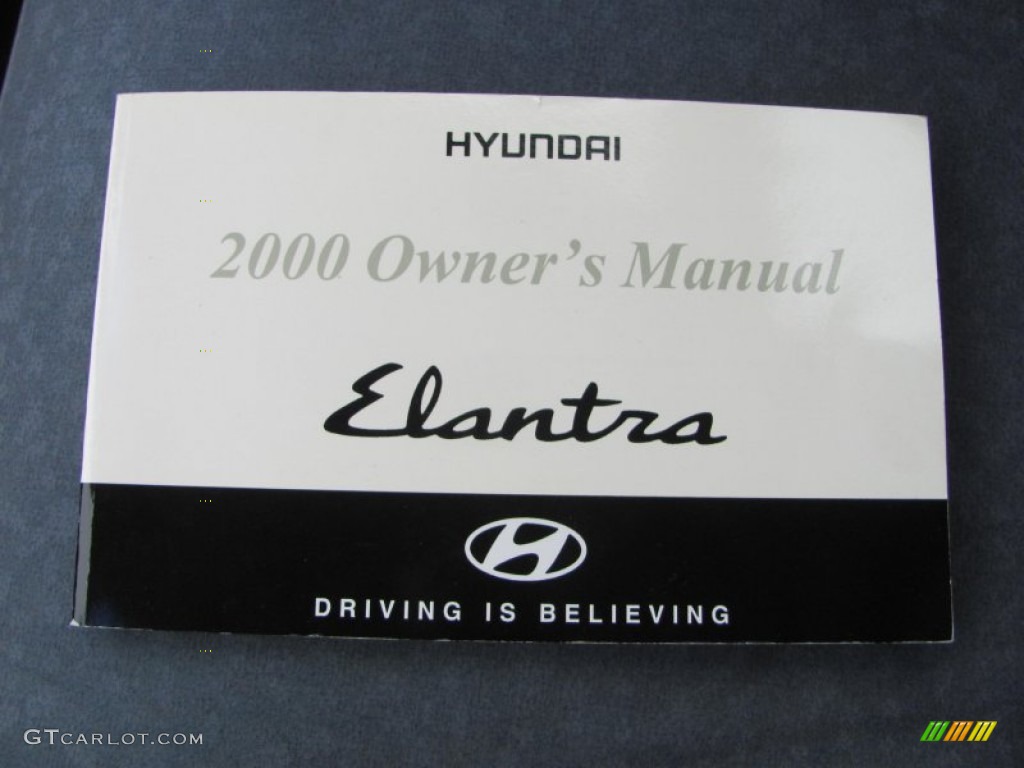 HYUNDAI
2000 Owner's Manual
Elantra
DRIVING IS BELIEVING
GTCARLOT.COM